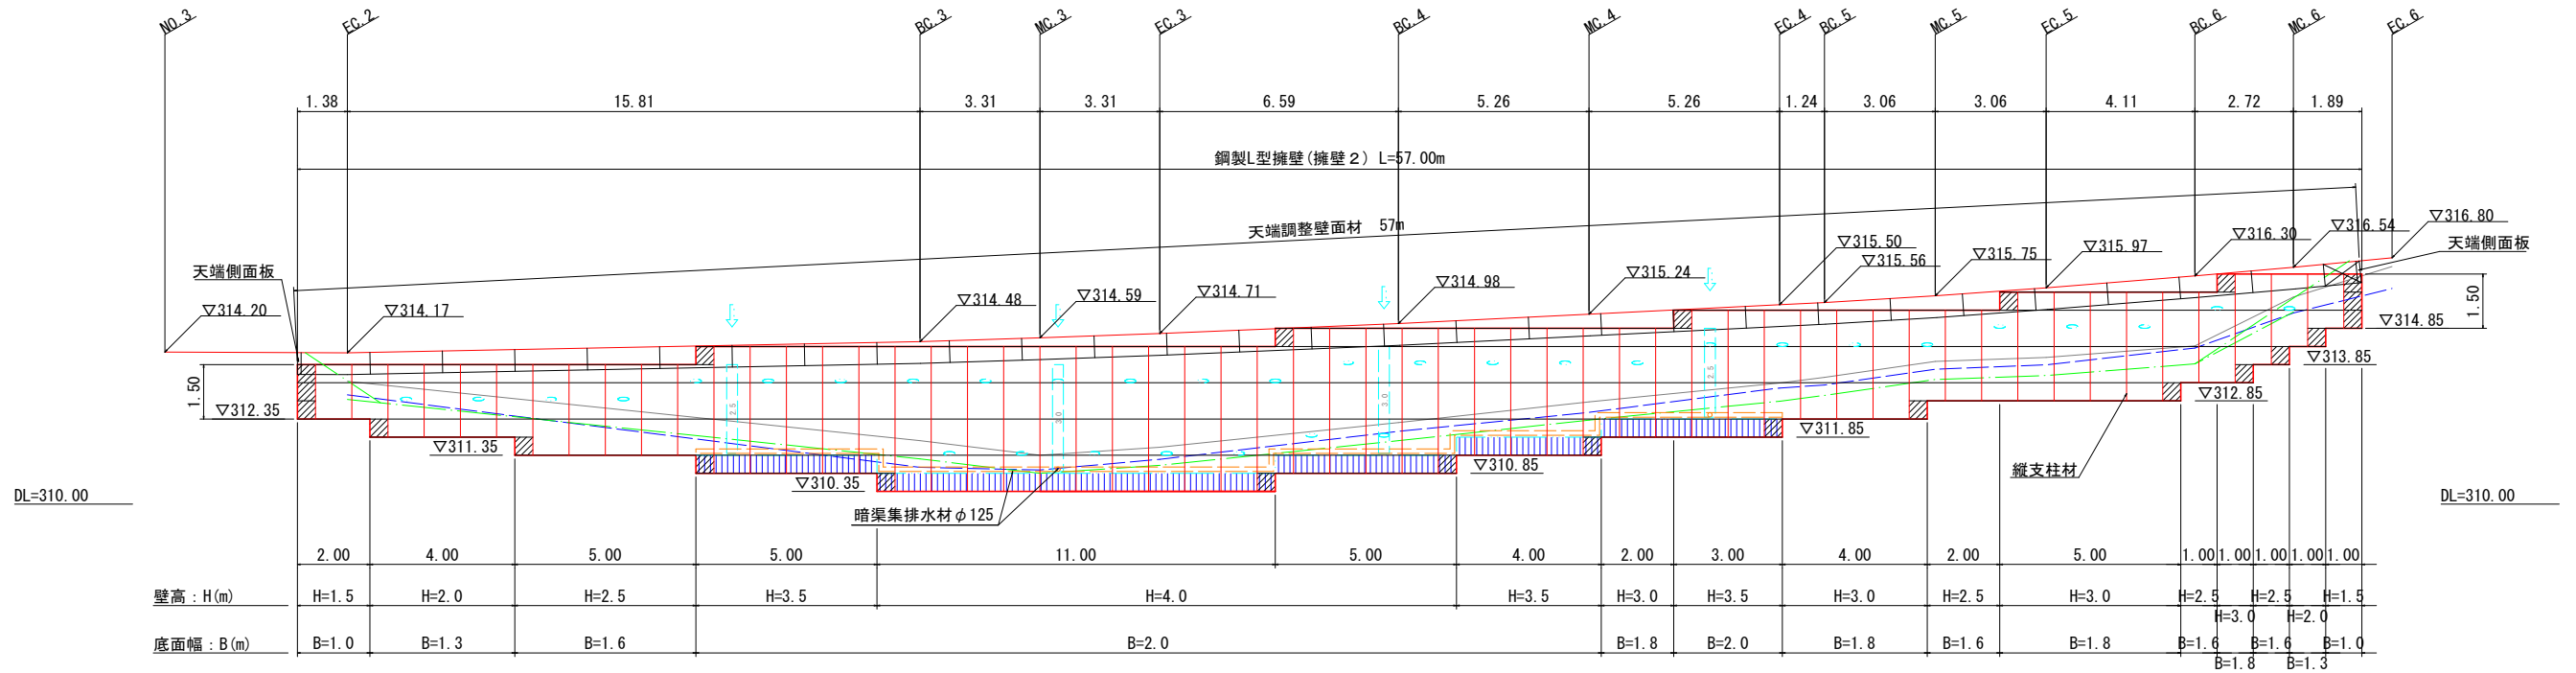 NO.3 EC.2 BC.3 MC.3 EC.3 BC.4 MC.4 EC.4 BC.5 MC.5 EC.5 BC.6 MC.6 EC.6
1.38 15.81 3.31 3.31 6.59 5.26 5.26 1.24 3.06 3.06 4.11 2.72 1.89
鋼製L型擁壁(擁壁２) L=57.00m
天端調整壁面材 57m
▽316.80
▽316.54
▽316.30
天端側面板
▽315.97
▽315.50
▽315.75
▽315.56
天端側面板
▽315.24
▽314.98
▽314.71
▽314.59
▽314.48
▽314.20
▽314.17
1.50
▽314.85
▽313.85
1.50
▽312.35
▽312.85
2.5
3.0
3.0
2.5
▽311.35
▽311.85
▽310.85
▽310.35
縦支柱材
暗渠集排水材φ125
DL=310.00
DL=310.00
2.00 4.00 5.00 5.00 11.00 5.00 4.00 2.00 3.00 4.00 2.00 5.00 1.00 1.00 1.00 1.00 1.00
壁高：H(m) H=1.5 H=2.0 H=2.5 H=3.5 H=4.0 H=3.5 H=3.0 H=3.5 H=3.0 H=2.5 H=3.0 H=2.5 H=2.5 H=1.5
H=3.0 H=2.0
底面幅：B(m) B=1.0 B=1.3 B=1.6 B=2.0 B=1.8 B=2.0 B=1.8 B=1.6 B=1.8 B=1.6 B=1.6 B=1.0
B=1.8 B=1.3